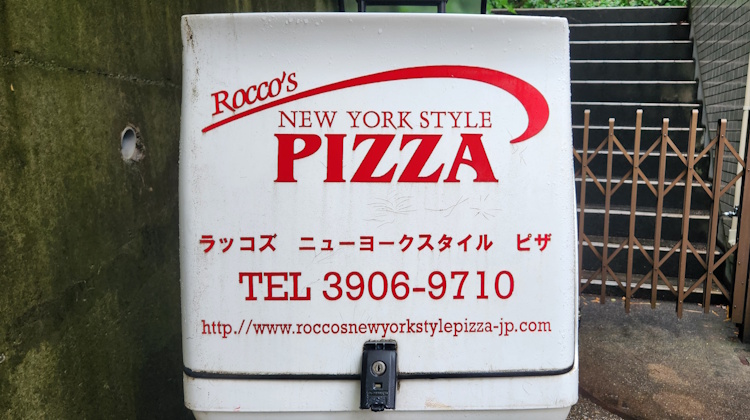 Rocco's
NEW YORK STYLE
PIZZA
ラッコズ ニューヨークスタイル ピザ
TEL 3906-9710
http://www.roccosnewyorkstylepizza-jp.com